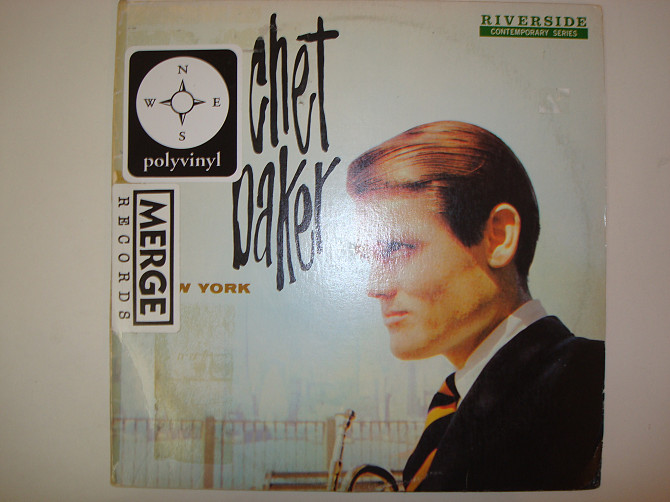 RIVERSIDE
CONTEMPORARY SERIES
chet
baker
W YORK
N
W E
S
polyvinyl
MERGE
RECORDS